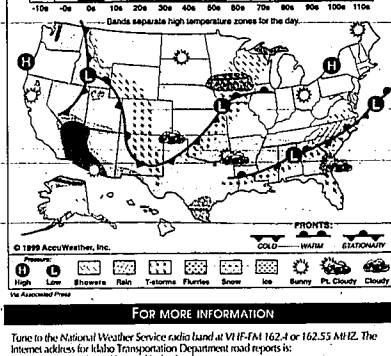 -10s -0s 0s 10s 20s 30s 40s 50s 60s 70s 80s 90s 100s 110s
Bands separate high temperature zones for the day.
H
L
L
H
L
L
FRONTS:
COLD WARM STATIONARY
© 1999 AccuWeather, Inc.
Pressure:
H L
High Low Showers Rain T-storms Flurries Snow Ice Sunny Pt. Cloudy Cloudy
Via Associated Press
FOR MORE INFORMATION
Tune to the National Weather Service radio band at VHF-FM 162.4 or 162.55 MHZ. The
Internet address for Idaho Transportation Department road reports is: